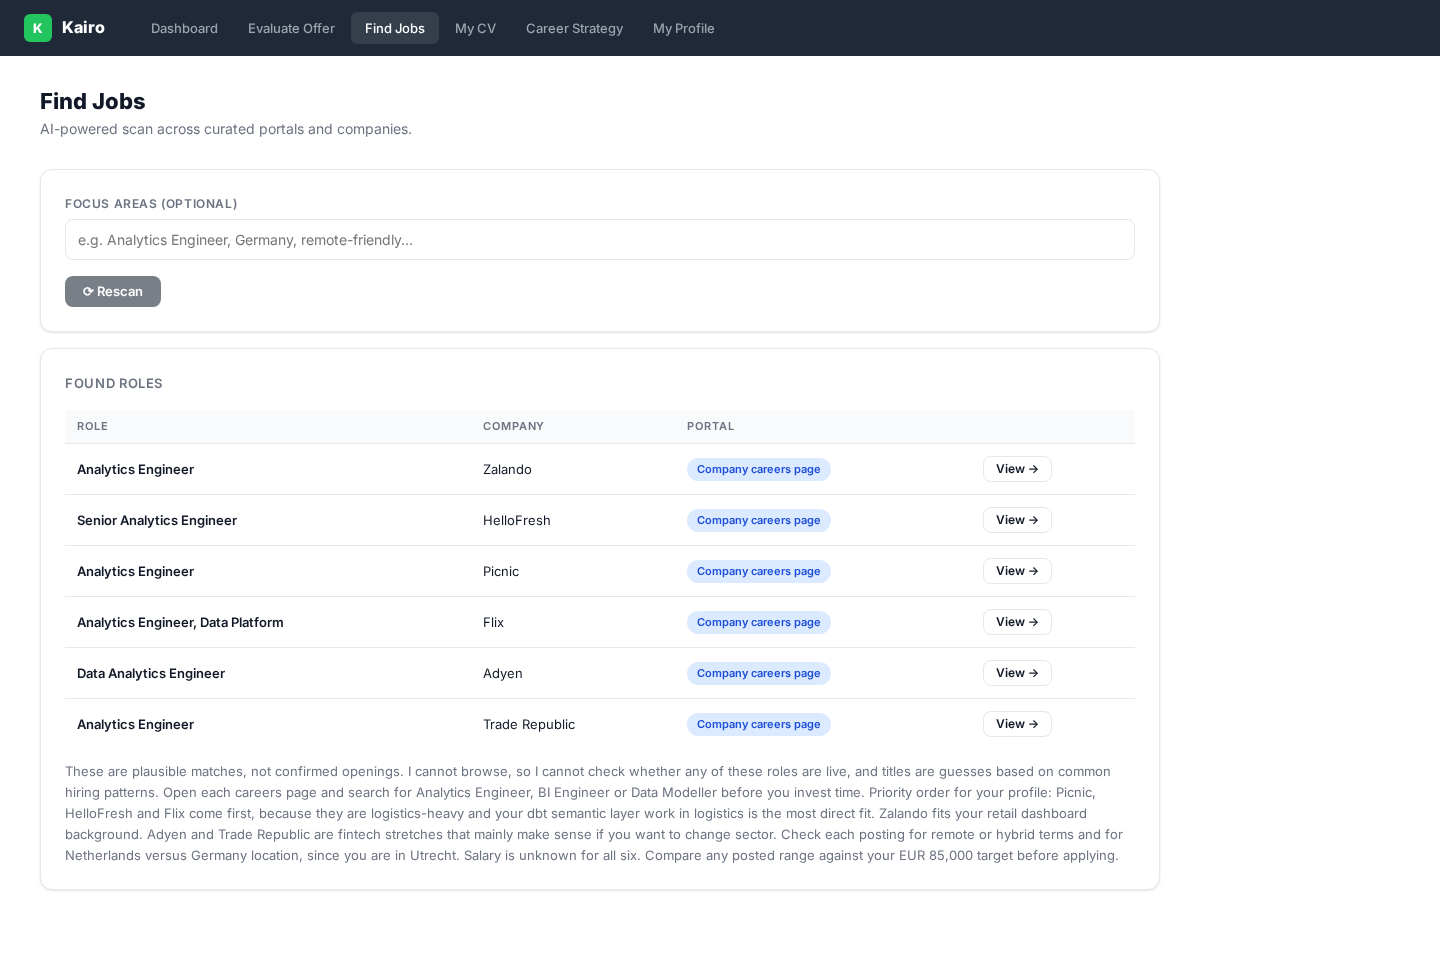 K Kairo Dashboard Evaluate Offer Find Jobs My CV Career Strategy My Profile
Find Jobs
AI-powered scan across curated portals and companies.
FOCUS AREAS (OPTIONAL)
e.g. Analytics Engineer, Germany, remote-friendly...
⟳ Rescan
FOUND ROLES
ROLE COMPANY PORTAL
Analytics Engineer Zalando Company careers page View →
Senior Analytics Engineer HelloFresh Company careers page View →
Analytics Engineer Picnic Company careers page View →
Analytics Engineer, Data Platform Flix Company careers page View →
Data Analytics Engineer Adyen Company careers page View →
Analytics Engineer Trade Republic Company careers page View →
These are plausible matches, not confirmed openings. I cannot browse, so I cannot check whether any of these roles are live, and titles are guesses based on common
hiring patterns. Open each careers page and search for Analytics Engineer, BI Engineer or Data Modeller before you invest time. Priority order for your profile: Picnic,
HelloFresh and Flix come first, because they are logistics-heavy and your dbt semantic layer work in logistics is the most direct fit. Zalando fits your retail dashboard
background. Adyen and Trade Republic are fintech stretches that mainly make sense if you want to change sector. Check each posting for remote or hybrid terms and for
Netherlands versus Germany location, since you are in Utrecht. Salary is unknown for all six. Compare any posted range against your EUR 85,000 target before applying.